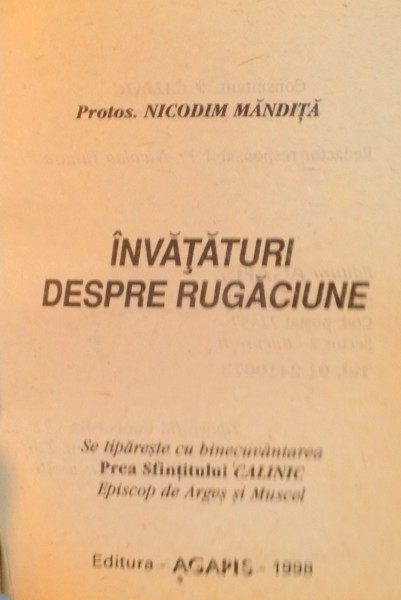 Protos. NICODIM MĂNDIȚĂ
ÎNVĂȚĂTURI
DESPRE RUGĂCIUNE
Se tipărește cu binecuvântarea
Prea Sfințitului CALINIC
Episcop de Argeș și Muscel
Editura - AGAPIS - 1998